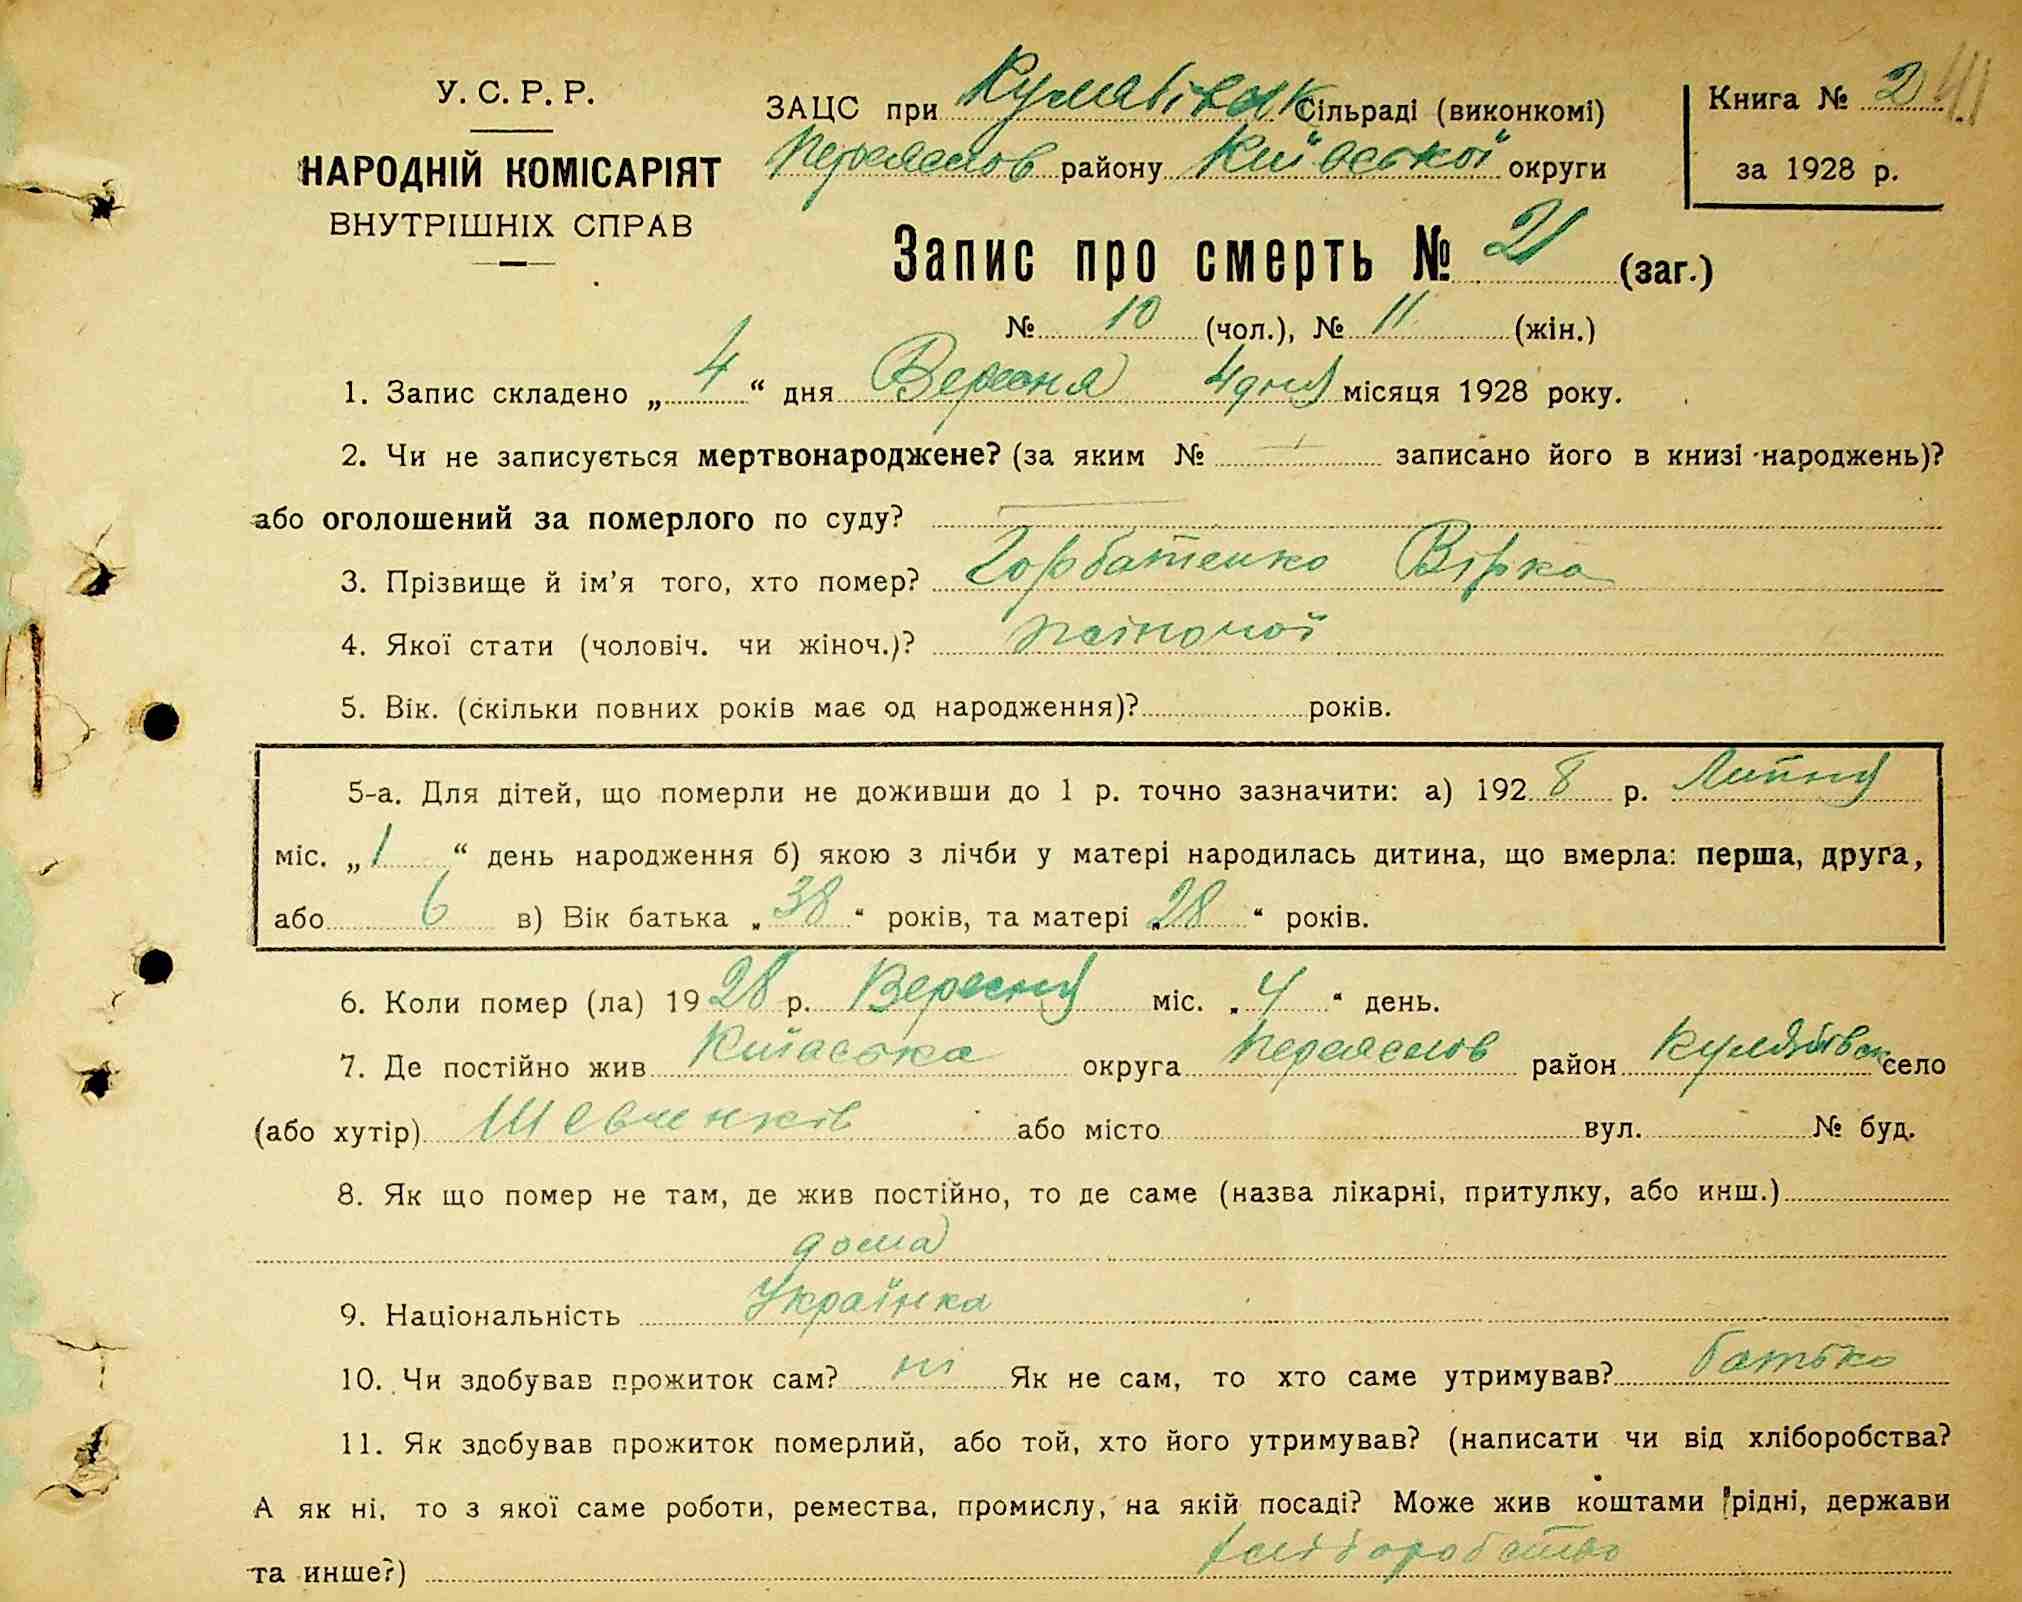 У. С. Р. Р.
НАРОДНІЙ КОМІСАРІЯТ
ВНУТРІШНІХ СПРАВ
ЗАЦС при Сільраді (виконкомі)
Переяслов району Київської округи
Книга № 2
за 1928 р.
Запис про смерть № 21 (заг.)
№ 10 (чол.), № 11 (жін.)
1. Запис складено „ 4 “ дня Вересня 4 дня місяця 1928 року.
2. Чи не записується мертвонароджене? (за яким № — записано його в книзі народжень)?
або оголошений за померлого по суду? —
3. Прізвище й ім'я того, хто помер? Горбатенко Вірка
4. Якої стати (чоловіч. чи жіноч.)? жіночої
5. Вік. (скільки повних років має од народження)? років.
5-а. Для дітей, що померли не доживши до 1 р. точно зазначити: а) 1928 р. Липня
міс. „ 1 “ день народження б) якою з лічби у матері народилась дитина, що вмерла: перша, друга,
або 6 в) Вік батька „ 38 “ років, та матері „ 28 “ років.
6. Коли помер (ла) 1928 р. Вересня міс. „ 4 “ день.
7. Де постійно жив Київська округа Переяслов район село
(або хутір) Шевченків або місто вул. № буд.
8. Як що помер не там, де жив постійно, то де саме (назва лікарні, притулку, або инш.)
дома
9. Національність Українка
10. Чи здобував прожиток сам? ні Як не сам, то хто саме утримував? батько
11. Як здобував прожиток померлий, або той, хто його утримував? (написати чи від хліборобства?
А як ні, то з якої саме роботи, ремества, промислу, на якій посаді? Може жив коштами рідні, держави
та инше?) хліборобство